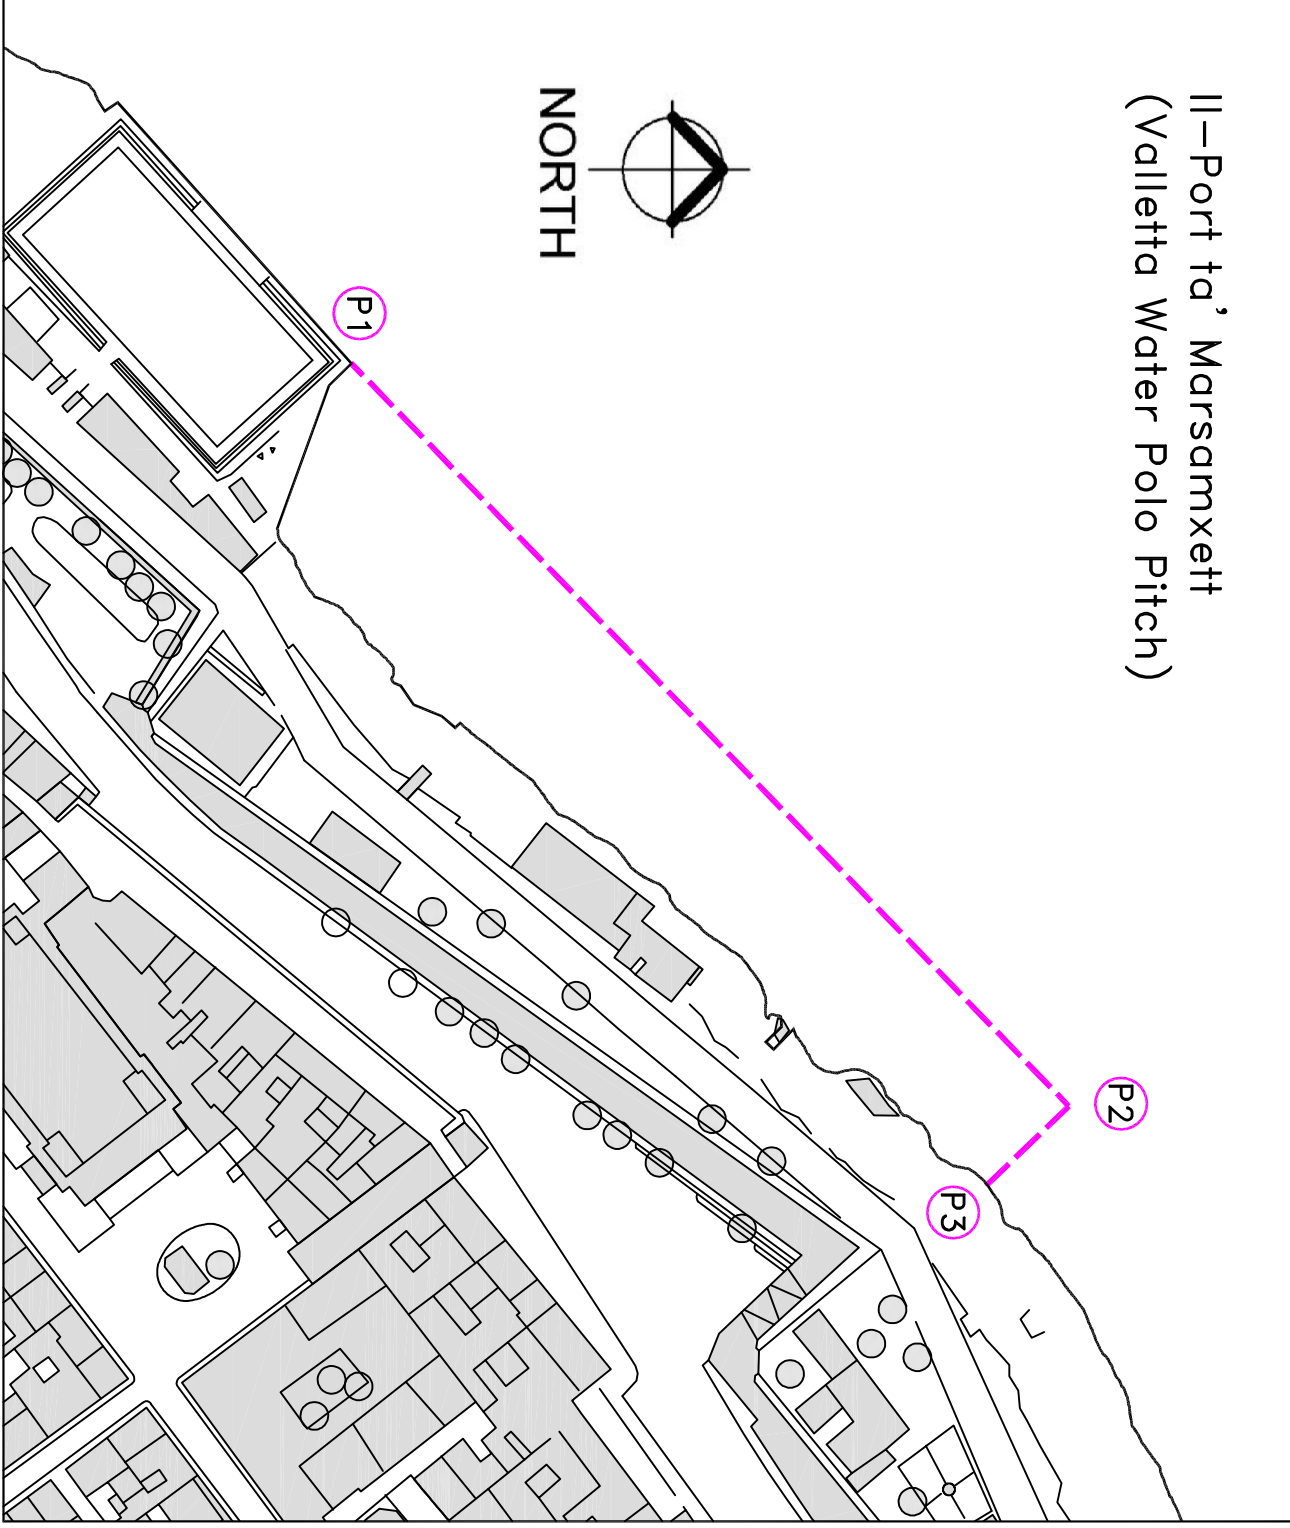 Il-Port ta' Marsamxett
(Valletta Water Polo Pitch)
NORTH
P1
P2
P3